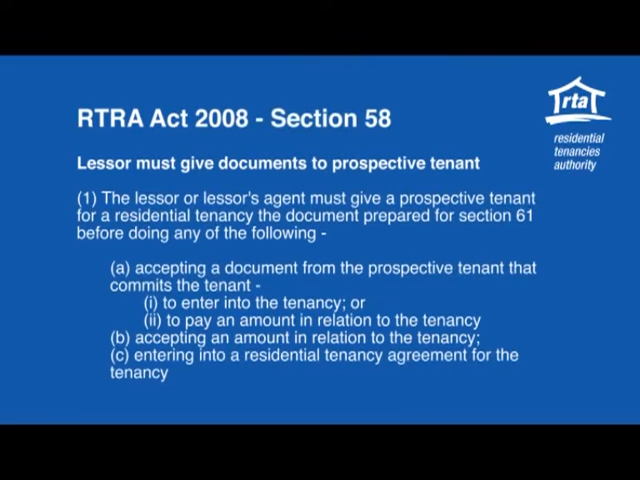 rta
residential
tenancies
authority
RTRA Act 2008 - Section 58
Lessor must give documents to prospective tenant
(1) The lessor or lessor's agent must give a prospective tenant
for a residential tenancy the document prepared for section 61
before doing any of the following -
(a) accepting a document from the prospective tenant that
commits the tenant -
(i) to enter into the tenancy; or
(ii) to pay an amount in relation to the tenancy
(b) accepting an amount in relation to the tenancy;
(c) entering into a residential tenancy agreement for the
tenancy